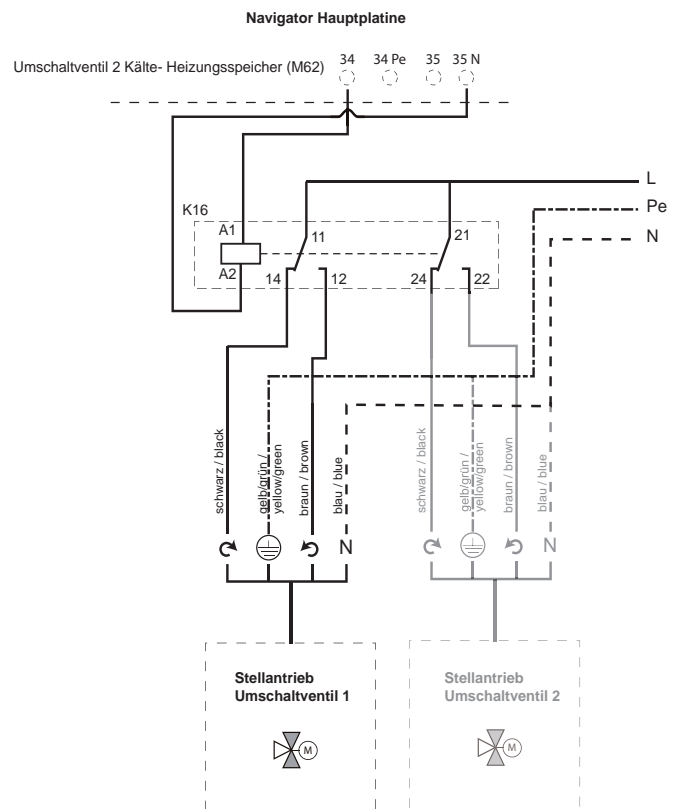 Navigator Hauptplatine
Umschaltventil 2 Kälte- Heizungsspeicher (M62)
34 34 Pe 35 35 N
L
Pe
N
K16
A1 11 21
A2 14 12 24 22
schwarz / black
gelb/grün /
yellow/green
braun / brown
blau / blue
schwarz / black
gelb/grün /
yellow/green
braun / brown
blau / blue
N N
Stellantrieb
Umschaltventil 1
M
Stellantrieb
Umschaltventil 2
M